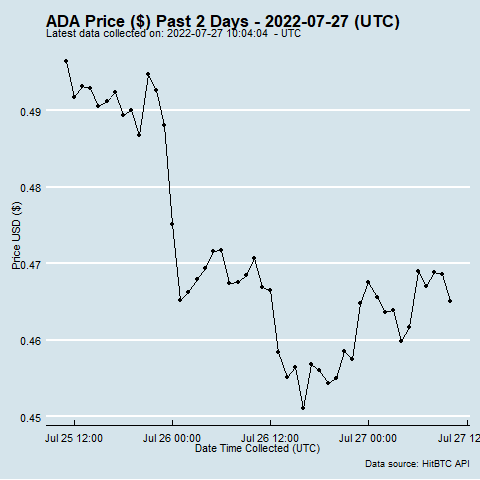 ADA Price ($) Past 2 Days - 2022-07-27 (UTC)
Latest data collected on: 2022-07-27 10:04:04 - UTC
0.49
0.48
0.47
0.46
0.45
Price USD ($)
Jul 25 12:00 Jul 26 00:00 Jul 26 12:00 Jul 27 00:00 Jul 27 12
Date Time Collected (UTC)
Data source: HitBTC API